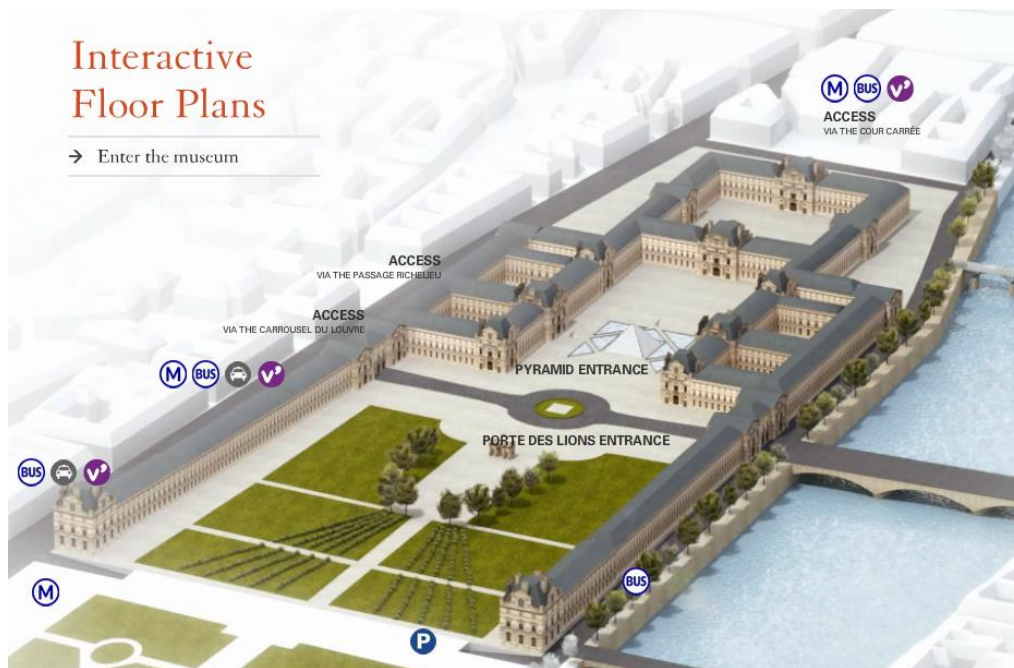 Interactive
Floor Plans
→ Enter the museum
M BUS V'
ACCESS
VIA THE COUR CARRÉE
ACCESS
VIA THE PASSAGE RICHELIEU
ACCESS
VIA THE CARROUSEL DU LOUVRE
M BUS V'
PYRAMID ENTRANCE
PORTE DES LIONS ENTRANCE
BUS V'
BUS
M
P